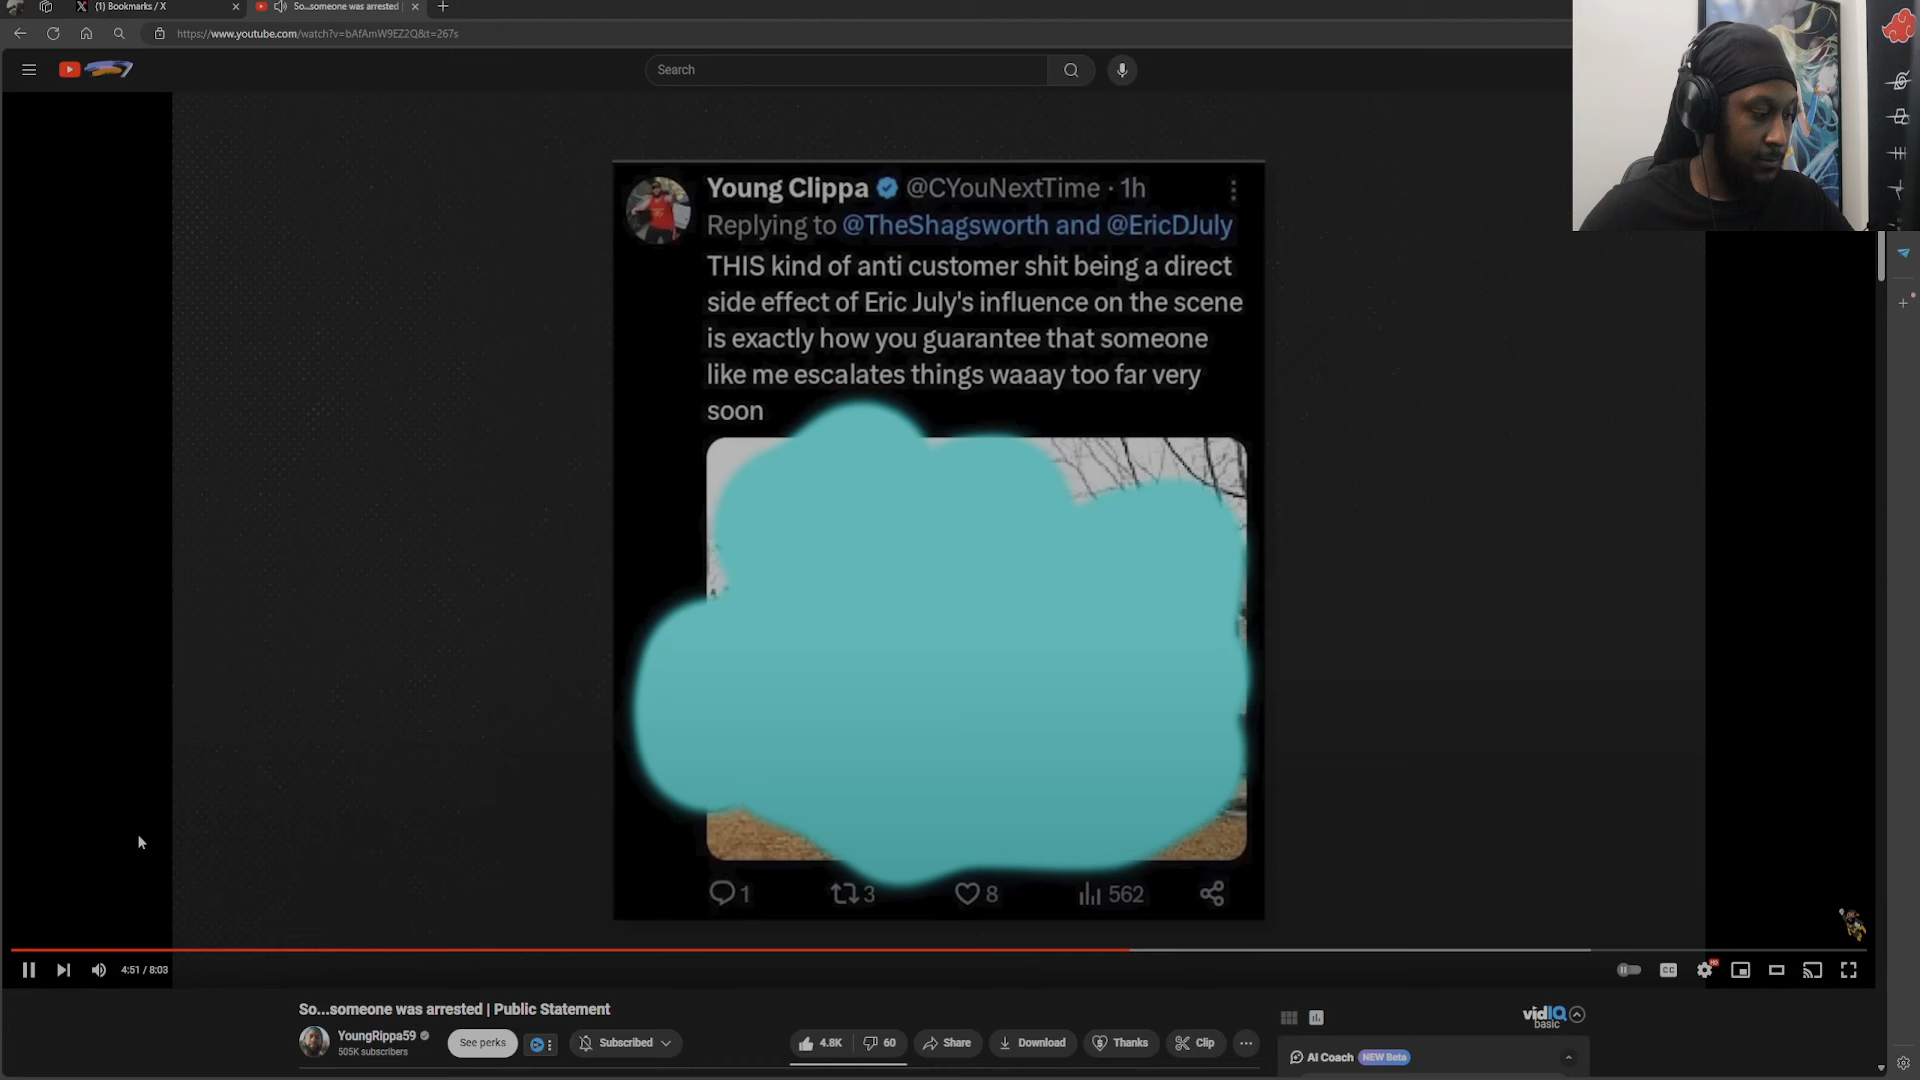 (1) Bookmarks / X
So...someone was arrested
https://www.youtube.com/watch?v=bAfAmW9EZ2Q&t=267s
Search
Young Clippa @CYouNextTime · 1h
Replying to @TheShagsworth and @EricDJuly
THIS kind of anti customer shit being a direct
side effect of Eric July's influence on the scene
is exactly how you guarantee that someone
like me escalates things waaay too far very
soon
1 3 8 562
4:51 / 8:03
CC
HD
So...someone was arrested | Public Statement
YoungRippa59
505K subscribers
See perks
Subscribed
4.8K
60
Share
Download
Thanks
Clip
vidIQ
basic
AI Coach NEW Beta